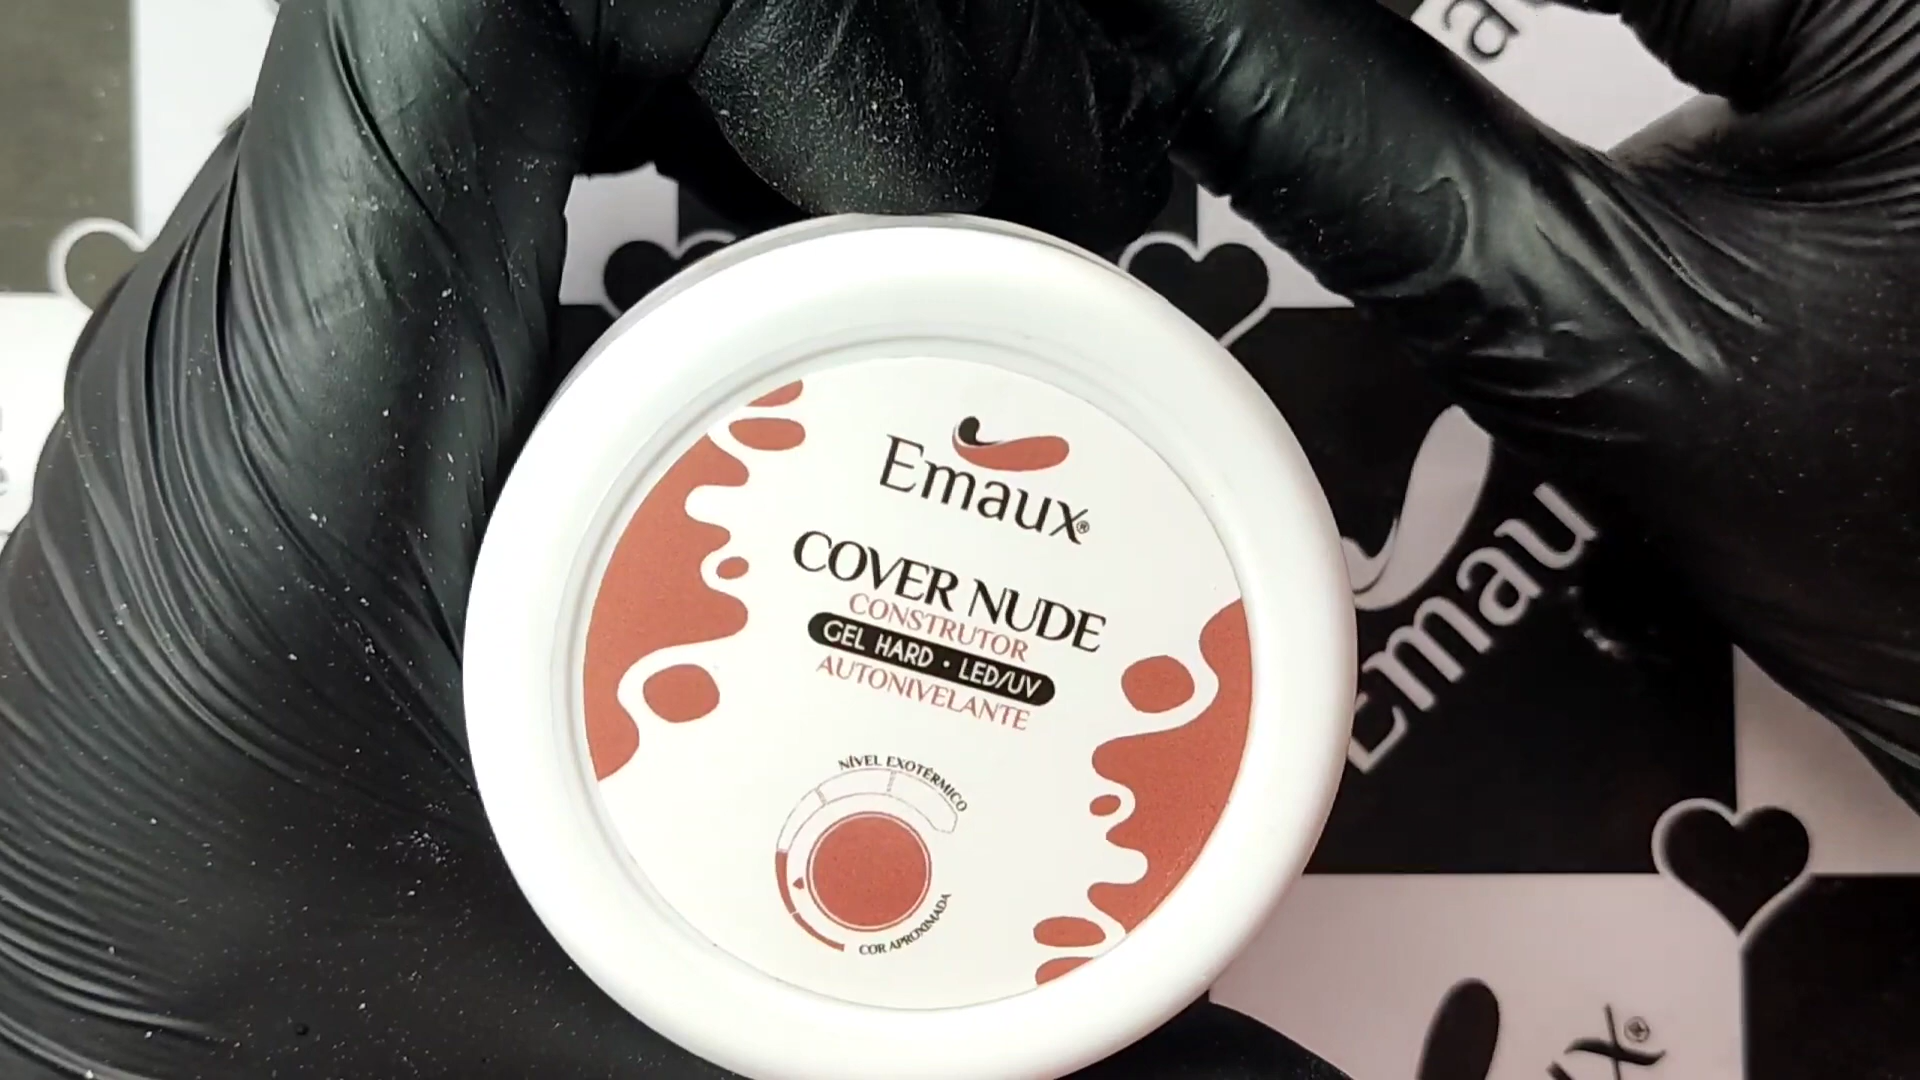 Emaux®
COVER NUDE
CONSTRUTOR
GEL HARD • LED/UV
AUTONIVELANTE
NÍVEL EXOTÉRMICO
COR APROXIMADA
Emau